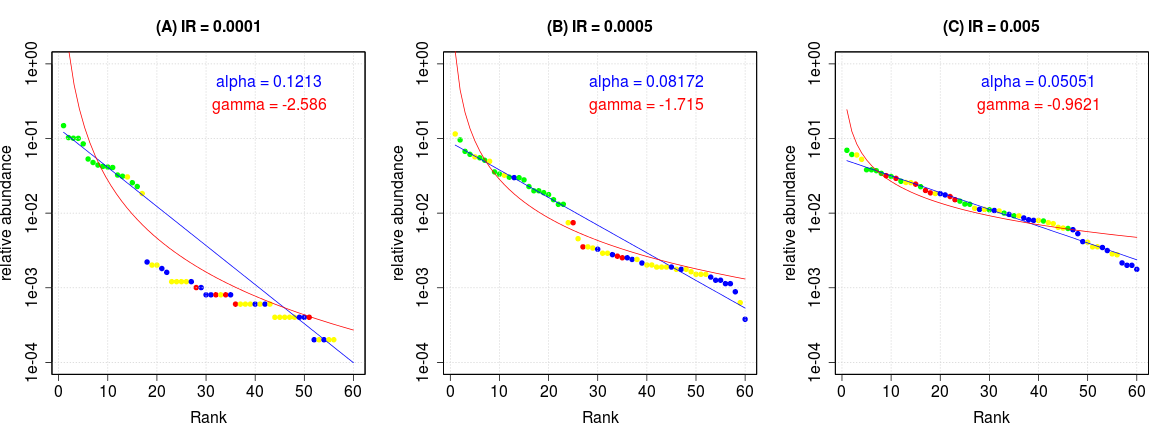 (A) IR = 0.0001
alpha = 0.1213
gamma = -2.586
relative abundance
1e+00
1e-01
1e-02
1e-03
1e-04
0 10 20 30 40 50 60
Rank
(B) IR = 0.0005
alpha = 0.08172
gamma = -1.715
relative abundance
1e+00
1e-01
1e-02
1e-03
1e-04
0 10 20 30 40 50 60
Rank
(C) IR = 0.005
alpha = 0.05051
gamma = -0.9621
relative abundance
1e+00
1e-01
1e-02
1e-03
1e-04
0 10 20 30 40 50 60
Rank